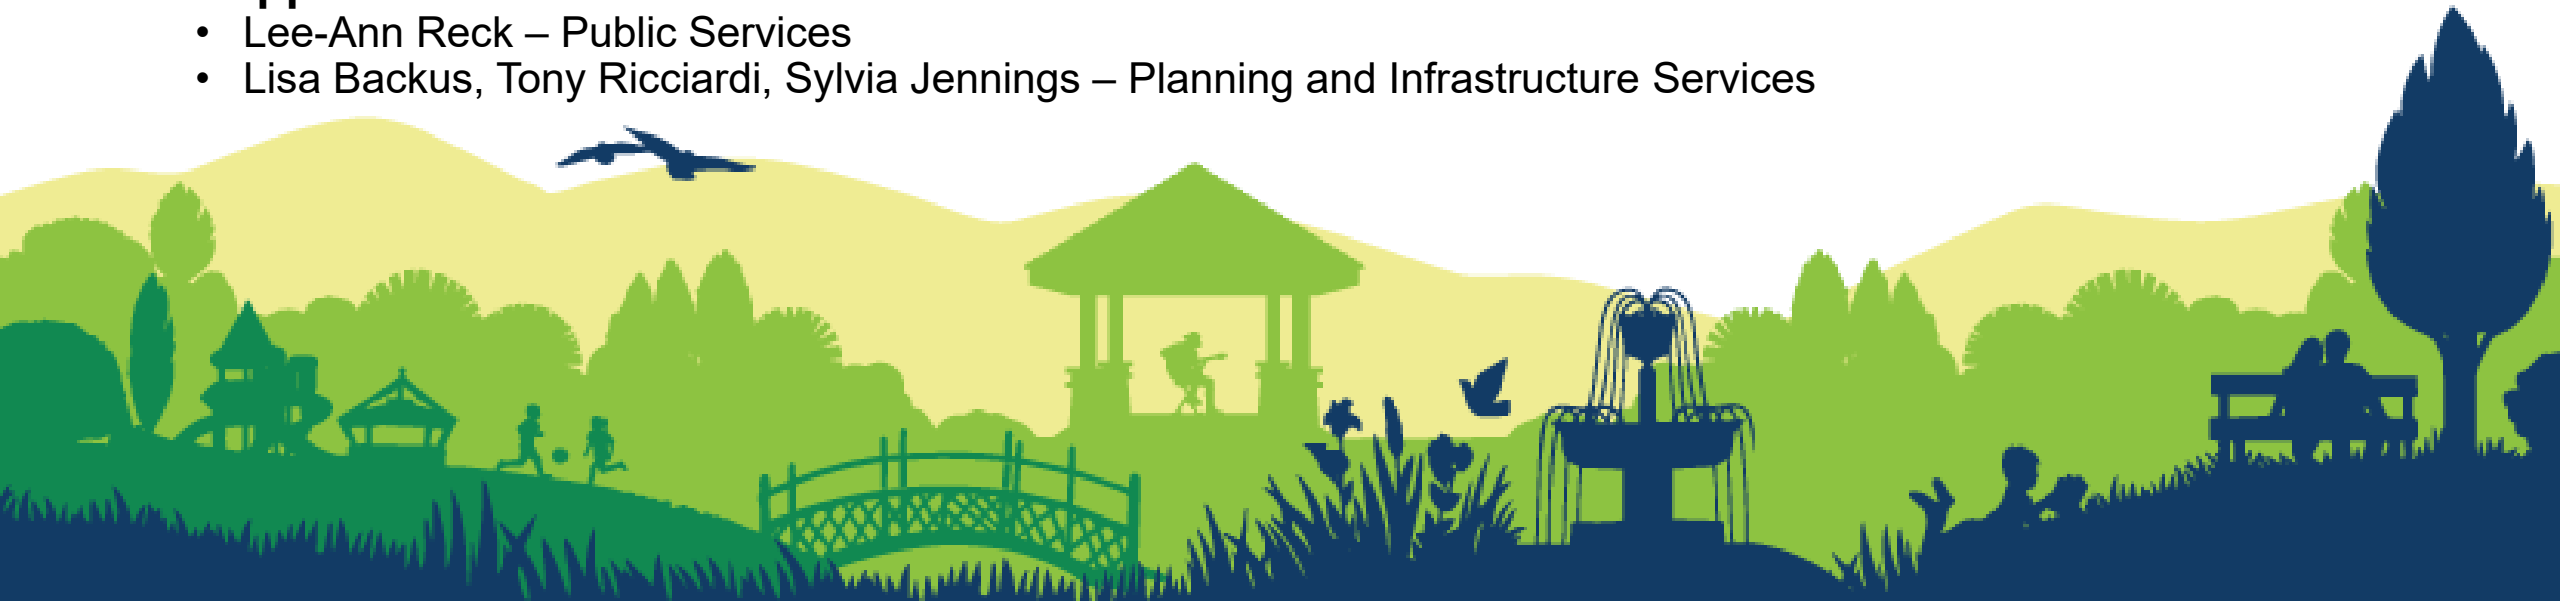 • Lee-Ann Reck – Public Services
• Lisa Backus, Tony Ricciardi, Sylvia Jennings – Planning and Infrastructure Services